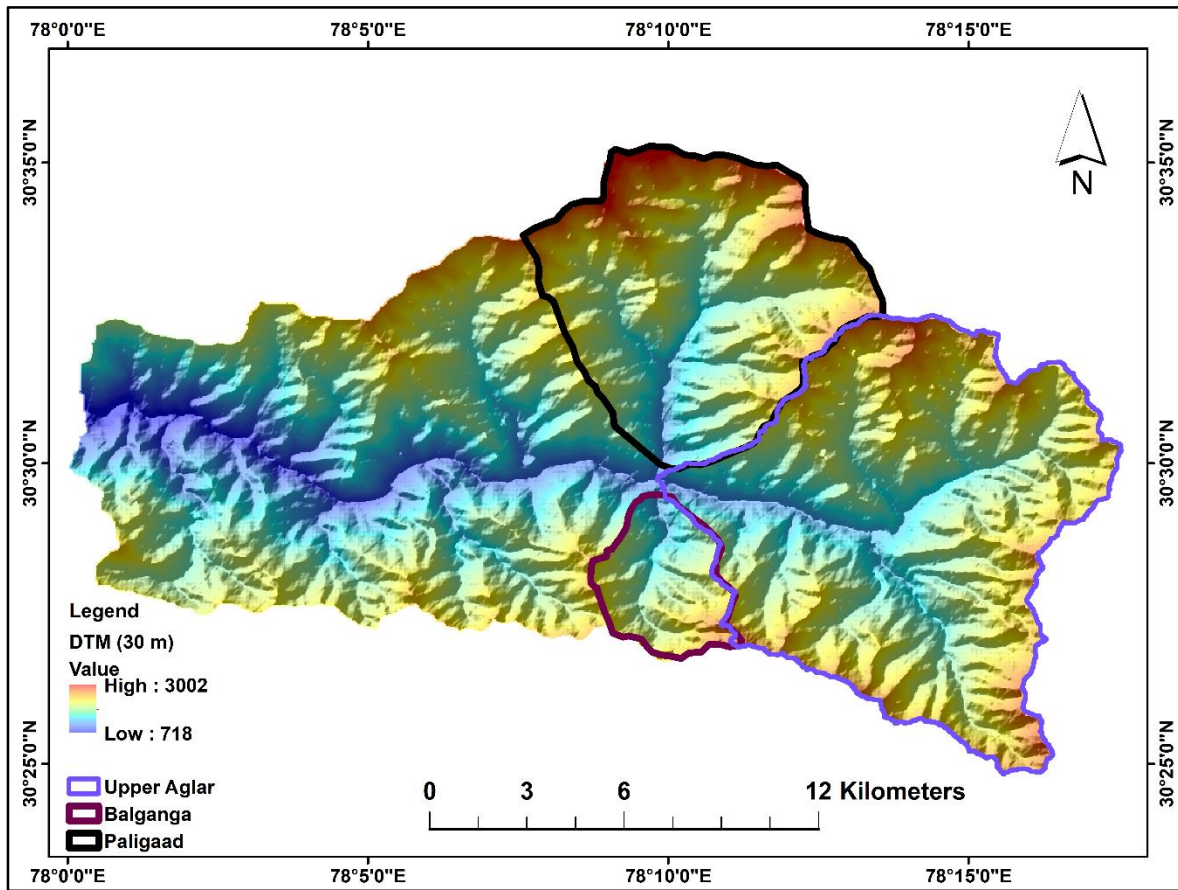 78°0'0"E 78°5'0"E 78°10'0"E 78°15'0"E
30°35'0"N
30°35'0"N
N
30°30'0"N
30°30'0"N
30°25'0"N
30°25'0"N
Legend
DTM (30 m)
Value
High : 3002
Low : 718
Upper Aglar
Balganga
Paligaad
0 3 6 12 Kilometers
78°0'0"E 78°5'0"E 78°10'0"E 78°15'0"E